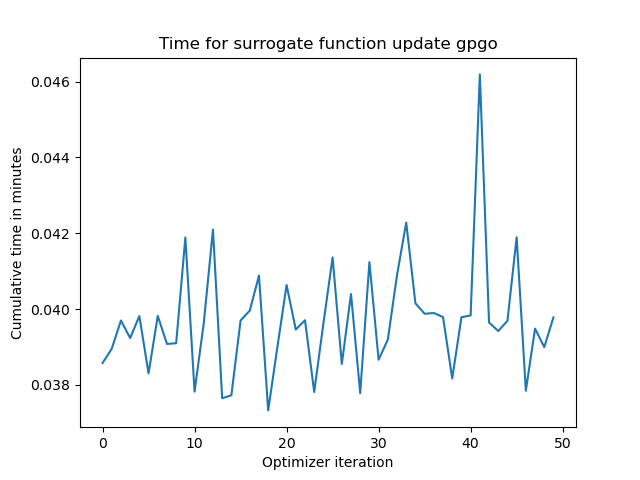 Time for surrogate function update gpgo
Cumulative time in minutes
0.046
0.044
0.042
0.040
0.038
0 10 20 30 40 50
Optimizer iteration